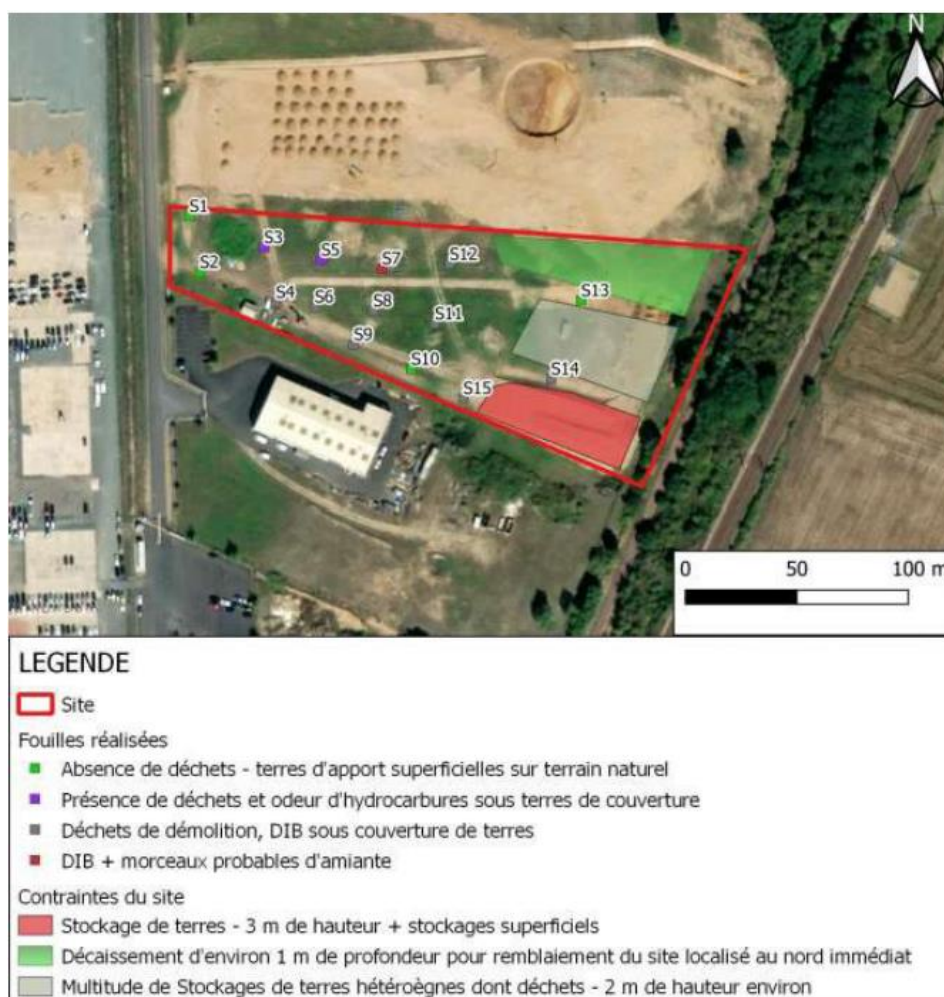 N
S1
S3
S5
S7
S12
S2
S4
S6
S8
S13
S11
S9
S10
S14
S15
0 50 100 m
LEGENDE
Site
Fouilles réalisées
Absence de déchets - terres d'apport superficielles sur terrain naturel
Présence de déchets et odeur d'hydrocarbures sous terres de couverture
Déchets de démolition, DIB sous couverture de terres
DIB + morceaux probables d'amiante
Contraintes du site
Stockage de terres - 3 m de hauteur + stockages superficiels
Décaissement d'environ 1 m de profondeur pour remblaiement du site localisé au nord immédiat
Multitude de Stockages de terres hétéroègnes dont déchets - 2 m de hauteur environ